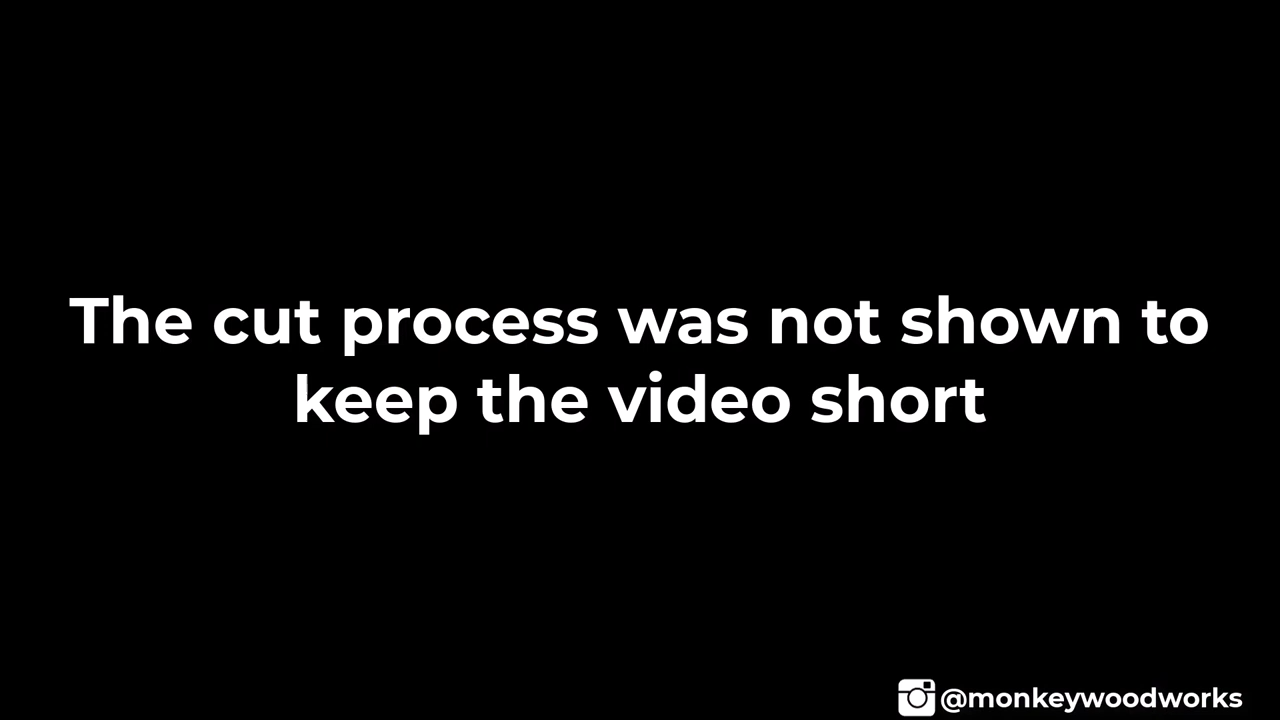 The cut process was not shown to
keep the video short
@monkeywoodworks